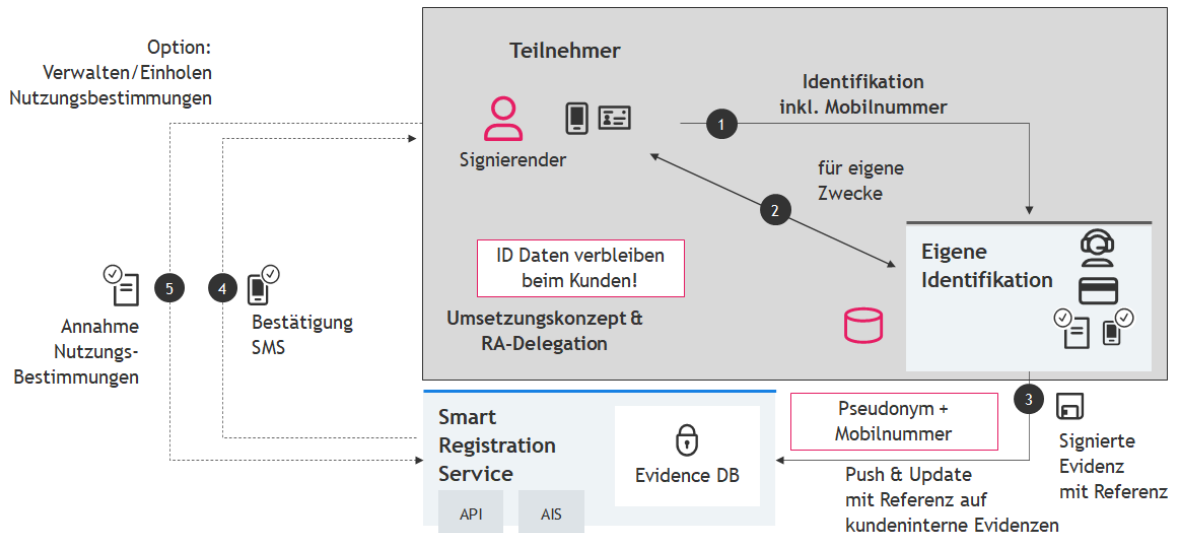 Option:
Verwalten/Einholen
Nutzungsbestimmungen
Teilnehmer
Signierender
1
Identifikation
inkl. Mobilnummer
für eigene
Zwecke
2
ID Daten verbleiben
beim Kunden!
Umsetzungskonzept &
RA-Delegation
Eigene
Identifikation
5
4
Annahme
Nutzungs-
Bestimmungen
Bestätigung
SMS
Smart
Registration
Service
API
AIS
Evidence DB
Pseudonym +
Mobilnummer
3
Signierte
Evidenz
mit Referenz
Push & Update
mit Referenz auf
kundeninterne Evidenzen